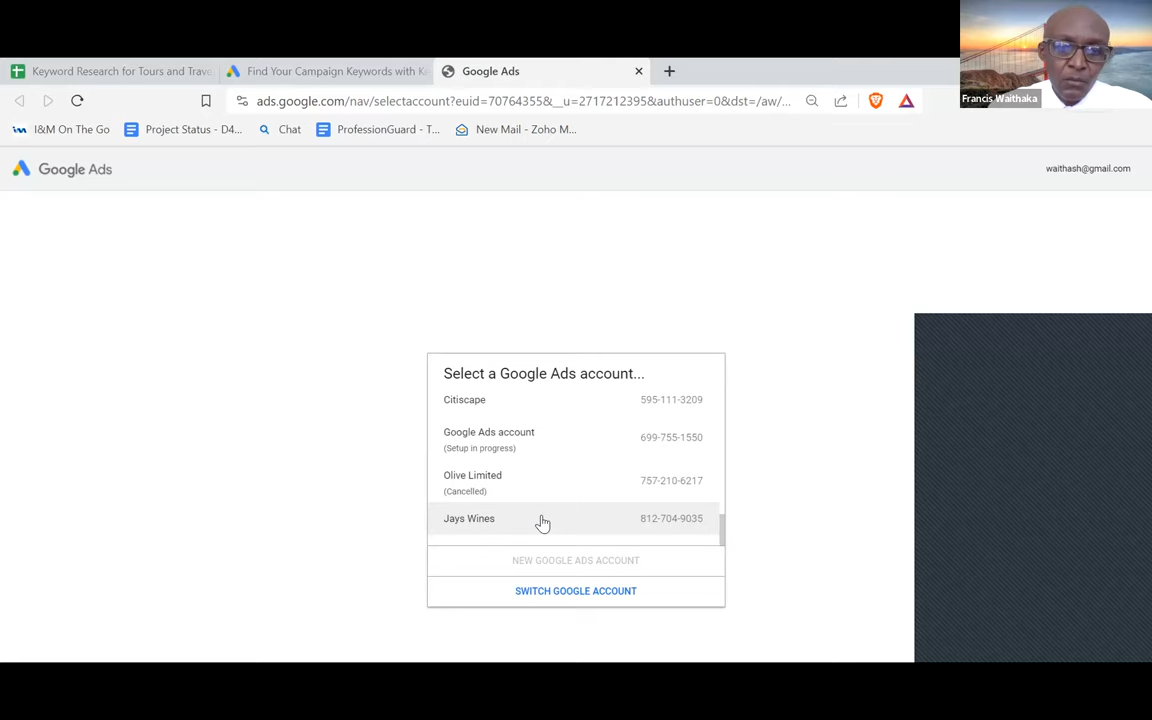 Keyword Research for Tours and Trave
Find Your Campaign Keywords with Ke
Google Ads
Francis Waithaka
ads.google.com/nav/selectaccount?euid=70764355&__u=2717212395&authuser=0&dst=/aw/...
I&M On The Go
Project Status - D4...
Chat
ProfessionGuard - T...
New Mail - Zoho M...
Google Ads
waithash@gmail.com
Select a Google Ads account...
Citiscape 595-111-3209
Google Ads account
(Setup in progress) 699-755-1550
Olive Limited
(Cancelled) 757-210-6217
Jays Wines 812-704-9035
NEW GOOGLE ADS ACCOUNT
SWITCH GOOGLE ACCOUNT